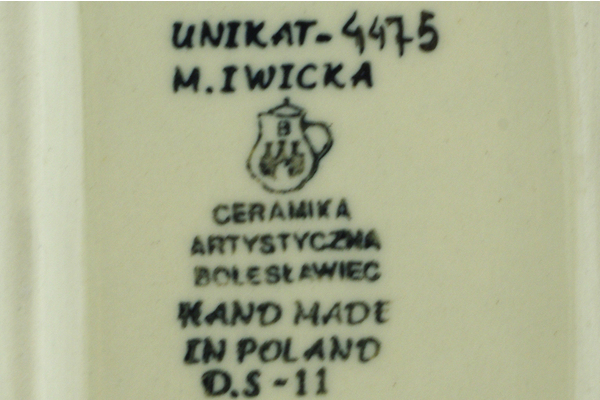 UNIKAT-4475
M.IWICKA
B
CERAMIKA
ARTYSTYCZNA
BOLESŁAWIEC
HAND MADE
IN POLAND
D.S-11